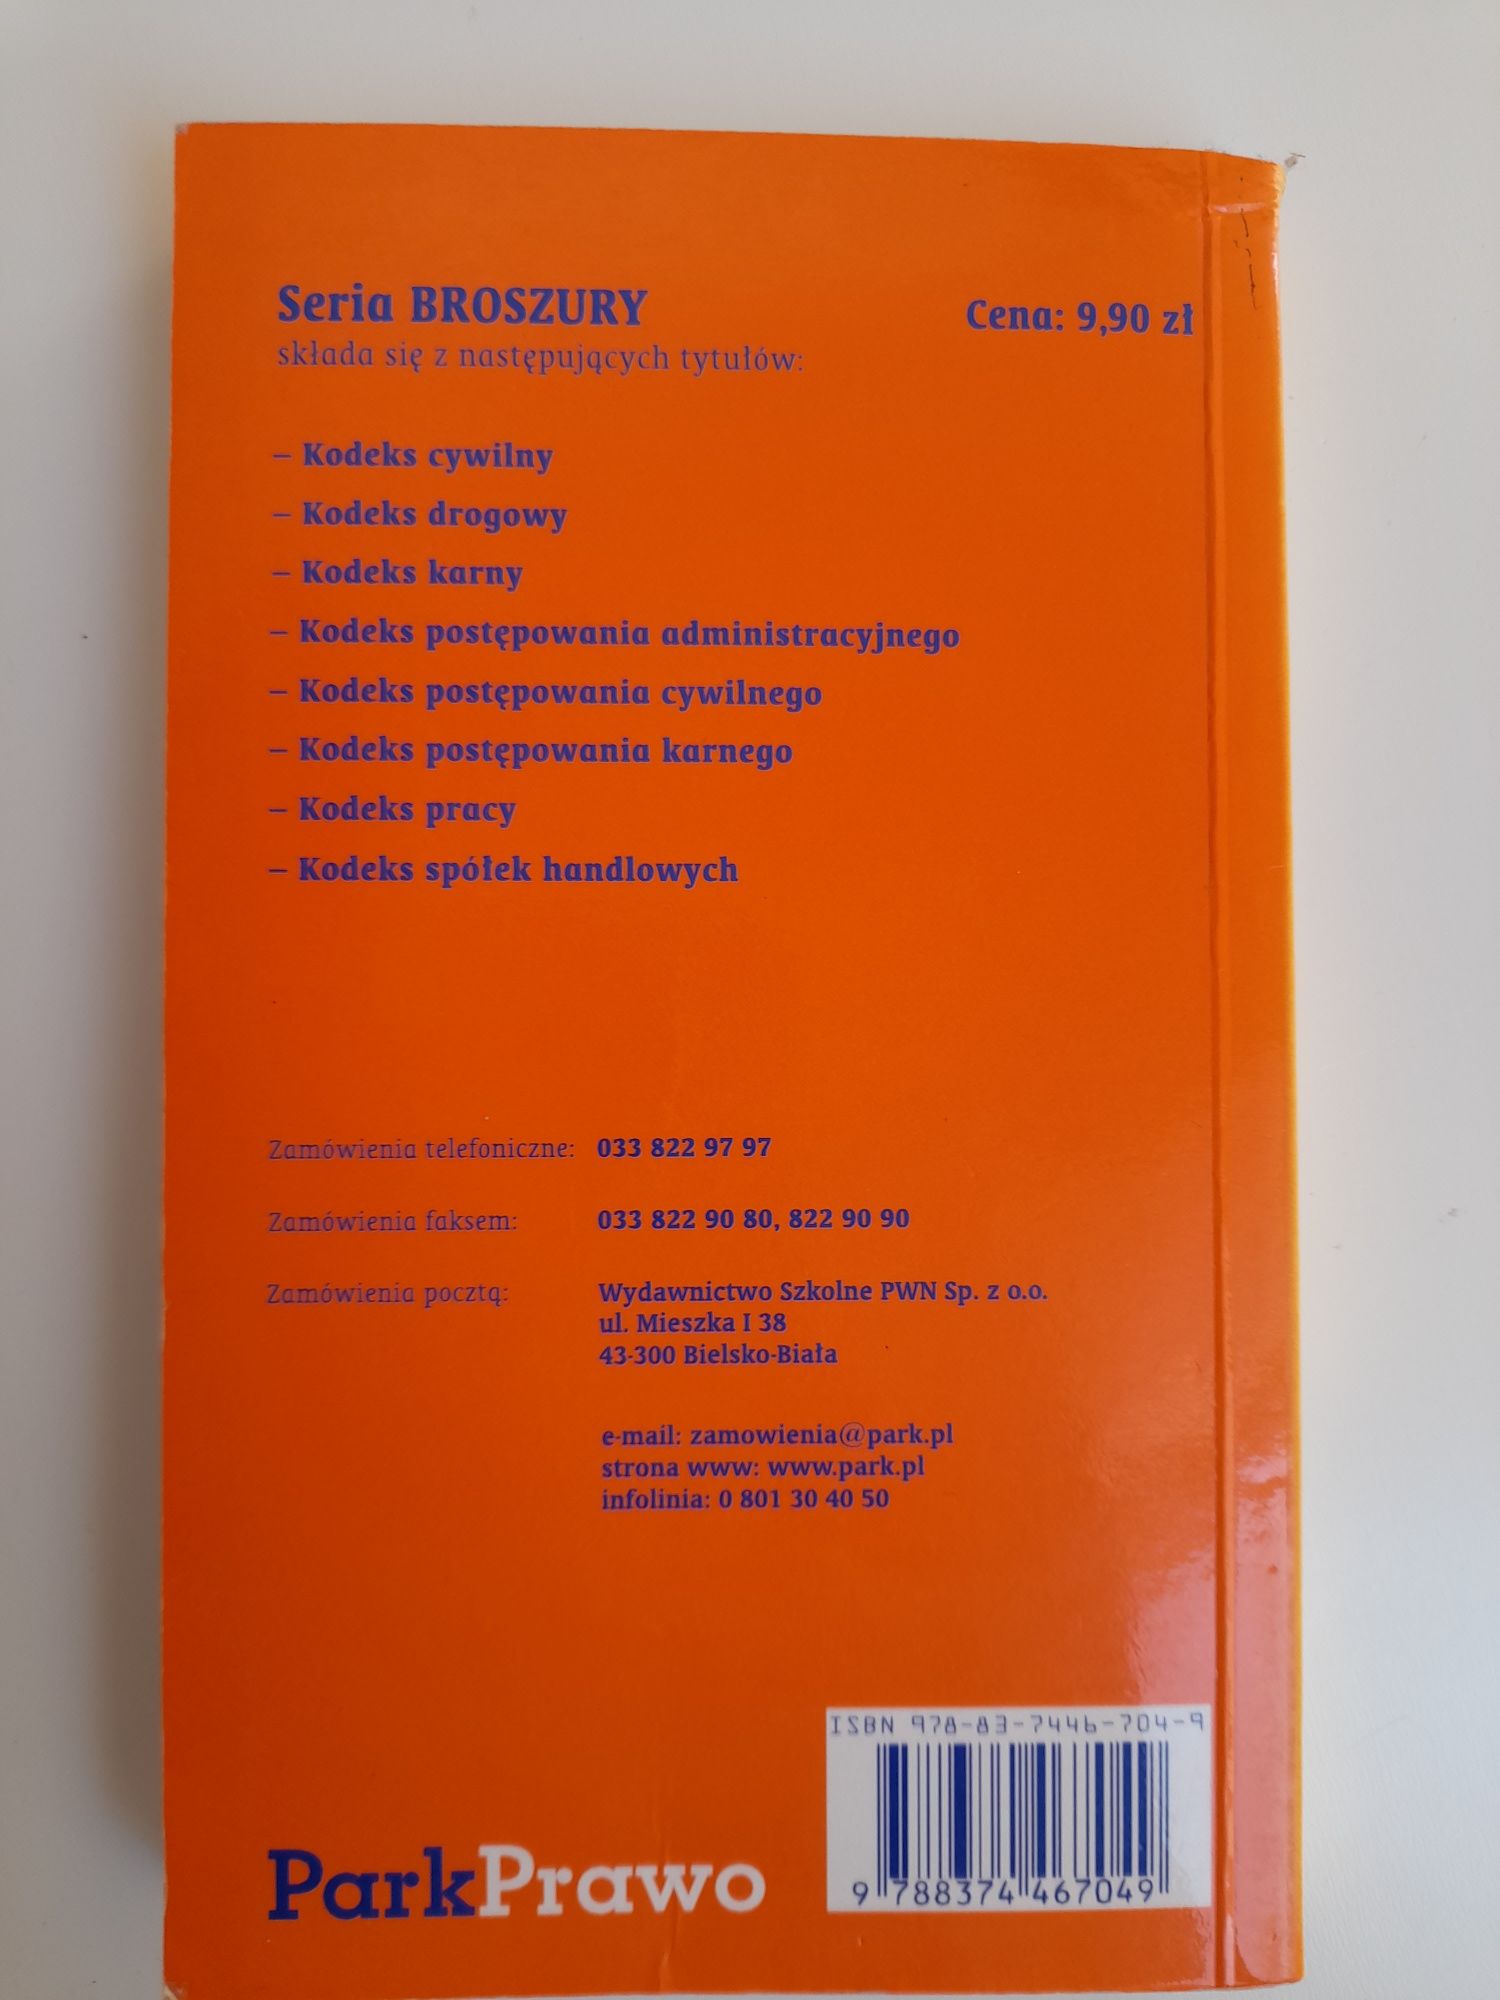 Seria BROSZURY
Cena: 9,90 zł
składa się z następujących tytułów:
– Kodeks cywilny
– Kodeks drogowy
– Kodeks karny
– Kodeks postępowania administracyjnego
– Kodeks postępowania cywilnego
– Kodeks postępowania karnego
– Kodeks pracy
– Kodeks spółek handlowych
Zamówienia telefoniczne: 033 822 97 97
Zamówienia faksem: 033 822 90 80, 822 90 90
Zamówienia pocztą: Wydawnictwo Szkolne PWN Sp. z o.o.
ul. Mieszka I 38
43-300 Bielsko-Biała
e-mail: zamowienia@park.pl
strona www: www.park.pl
infolinia: 0 801 30 40 50
ISBN 978-83-7446-704-9
9 788374 467049
ParkPrawo